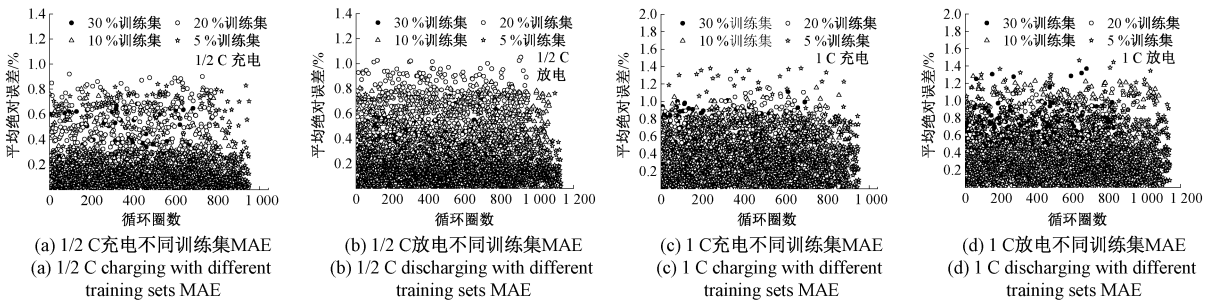 1.4
1.2
1.0
0.8
0.6
0.4
0.2
平均绝对误差/%
30 %训练集 20 %训练集
10 %训练集 5 %训练集
1/2 C 充电
0 200 400 600 800 1 000
循环圈数
(a) 1/2 C充电不同训练集MAE
(a) 1/2 C charging with different
training sets MAE
1.4
1.2
1.0
0.8
0.6
0.4
0.2
平均绝对误差/%
30 %训练集 20 %训练集
10 %训练集 5 %训练集
1/2 C
放电
0 200 400 600 800 1 000 1 200
循环圈数
(b) 1/2 C放电不同训练集MAE
(b) 1/2 C discharging with different
training sets MAE
2.0
1.8
1.6
1.4
1.2
1.0
0.8
0.6
0.4
0.2
平均绝对误差/%
30 %训练集 20 %训练集
10 %训练集 5 %训练集
1 C 充电
0 200 400 600 800 1 000
循环圈数
(c) 1 C充电不同训练集MAE
(c) 1 C charging with different
training sets MAE
2.0
1.8
1.6
1.4
1.2
1.0
0.8
0.6
0.4
0.2
平均绝对误差/%
30 %训练集 20 %训练集
10 %训练集 5 %训练集
1 C 放电
0 200 400 600 800 1 000 1 200
循环圈数
(d) 1 C放电不同训练集MAE
(d) 1 C discharging with different
training sets MAE